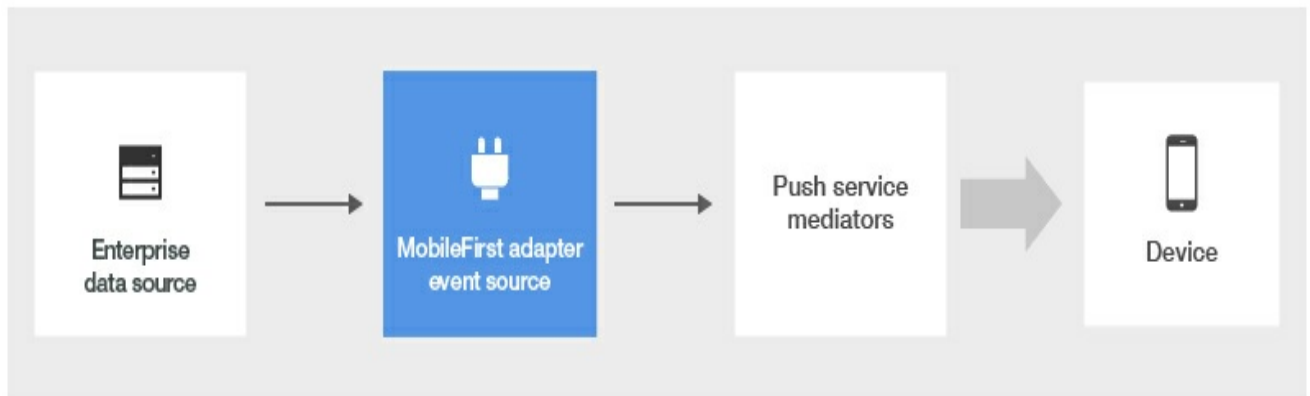 Enterprise
data source
MobileFirst adapter
event source
Push service
mediators
Device